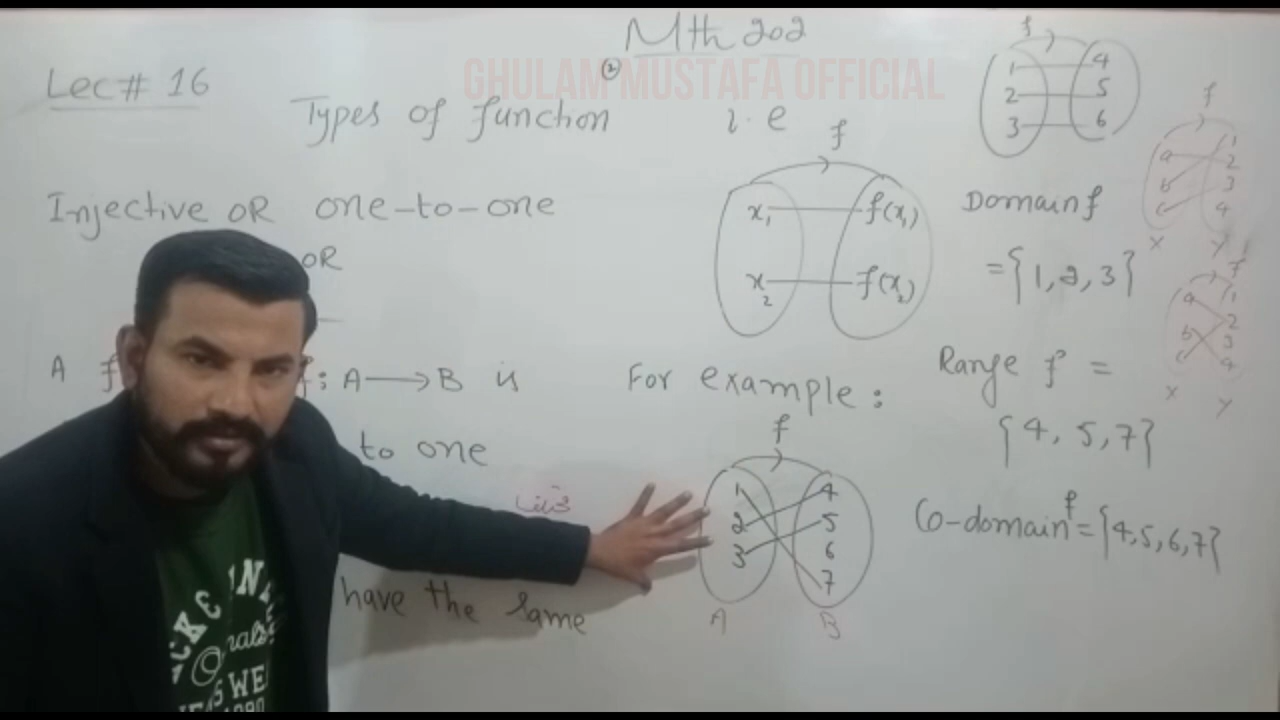 Mth 202
GHULAM MUSTAFA OFFICIAL
Lec# 16
Types of function
Injective OR one-to-one
OR
A f : A → B is
to one
have the same
②
i.e
f
x₁ f(x₁)
x₂ f(x₂)
For example:
f
1 4
2 5
3 6
7
A B
f
1 4
2 5
3 6
Domain f
= {1, 2, 3}
Range f =
{4, 5, 7}
Co-domain f = {4, 5, 6, 7}
f
1
a 2
b 3
c 4
X Y
f
a 1
2
b 3
c 4
X Y
ORIGINALS